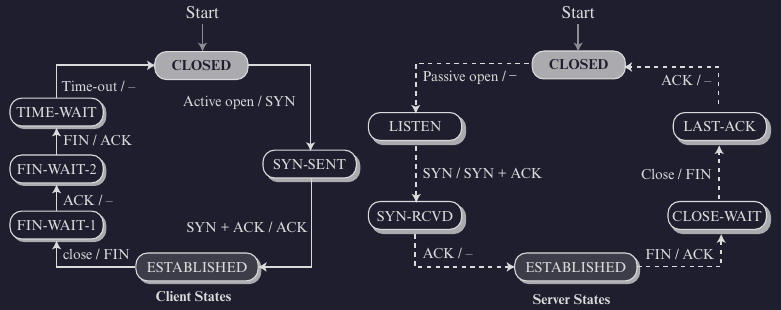 Start
CLOSED
Time-out / –
Active open / SYN
TIME-WAIT
FIN / ACK
SYN-SENT
FIN-WAIT-2
ACK / –
FIN-WAIT-1
SYN + ACK / ACK
close / FIN
ESTABLISHED
Client States
Start
CLOSED
Passive open / –
ACK / –
LISTEN
LAST-ACK
SYN / SYN + ACK
Close / FIN
SYN-RCVD
CLOSE-WAIT
ACK / –
FIN / ACK
ESTABLISHED
Server States